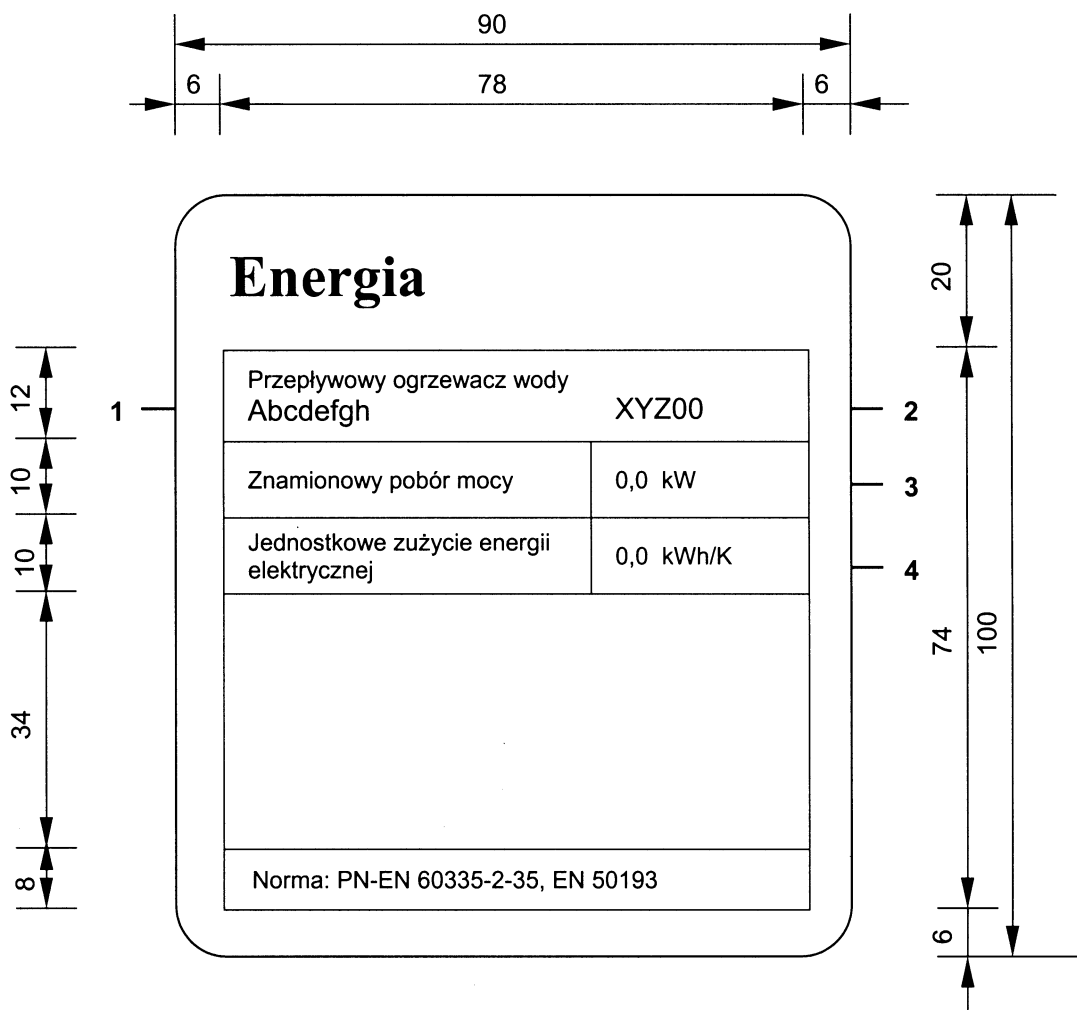 90
6 78 6
Energia
20
12
Przepływowy ogrzewacz wody
1 Abcdefgh XYZ00 2
10
Znamionowy pobór mocy 0,0 kW 3
10
Jednostkowe zużycie energii
elektrycznej 0,0 kWh/K 4
74
100
34
8
Norma: PN-EN 60335-2-35, EN 50193
6